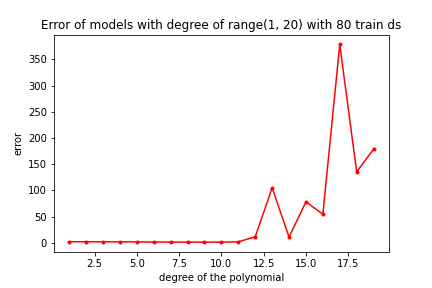 Error of models with degree of range(1, 20) with 80 train ds
350
300
250
200
150
100
50
0
error
2.5 5.0 7.5 10.0 12.5 15.0 17.5
degree of the polynomial